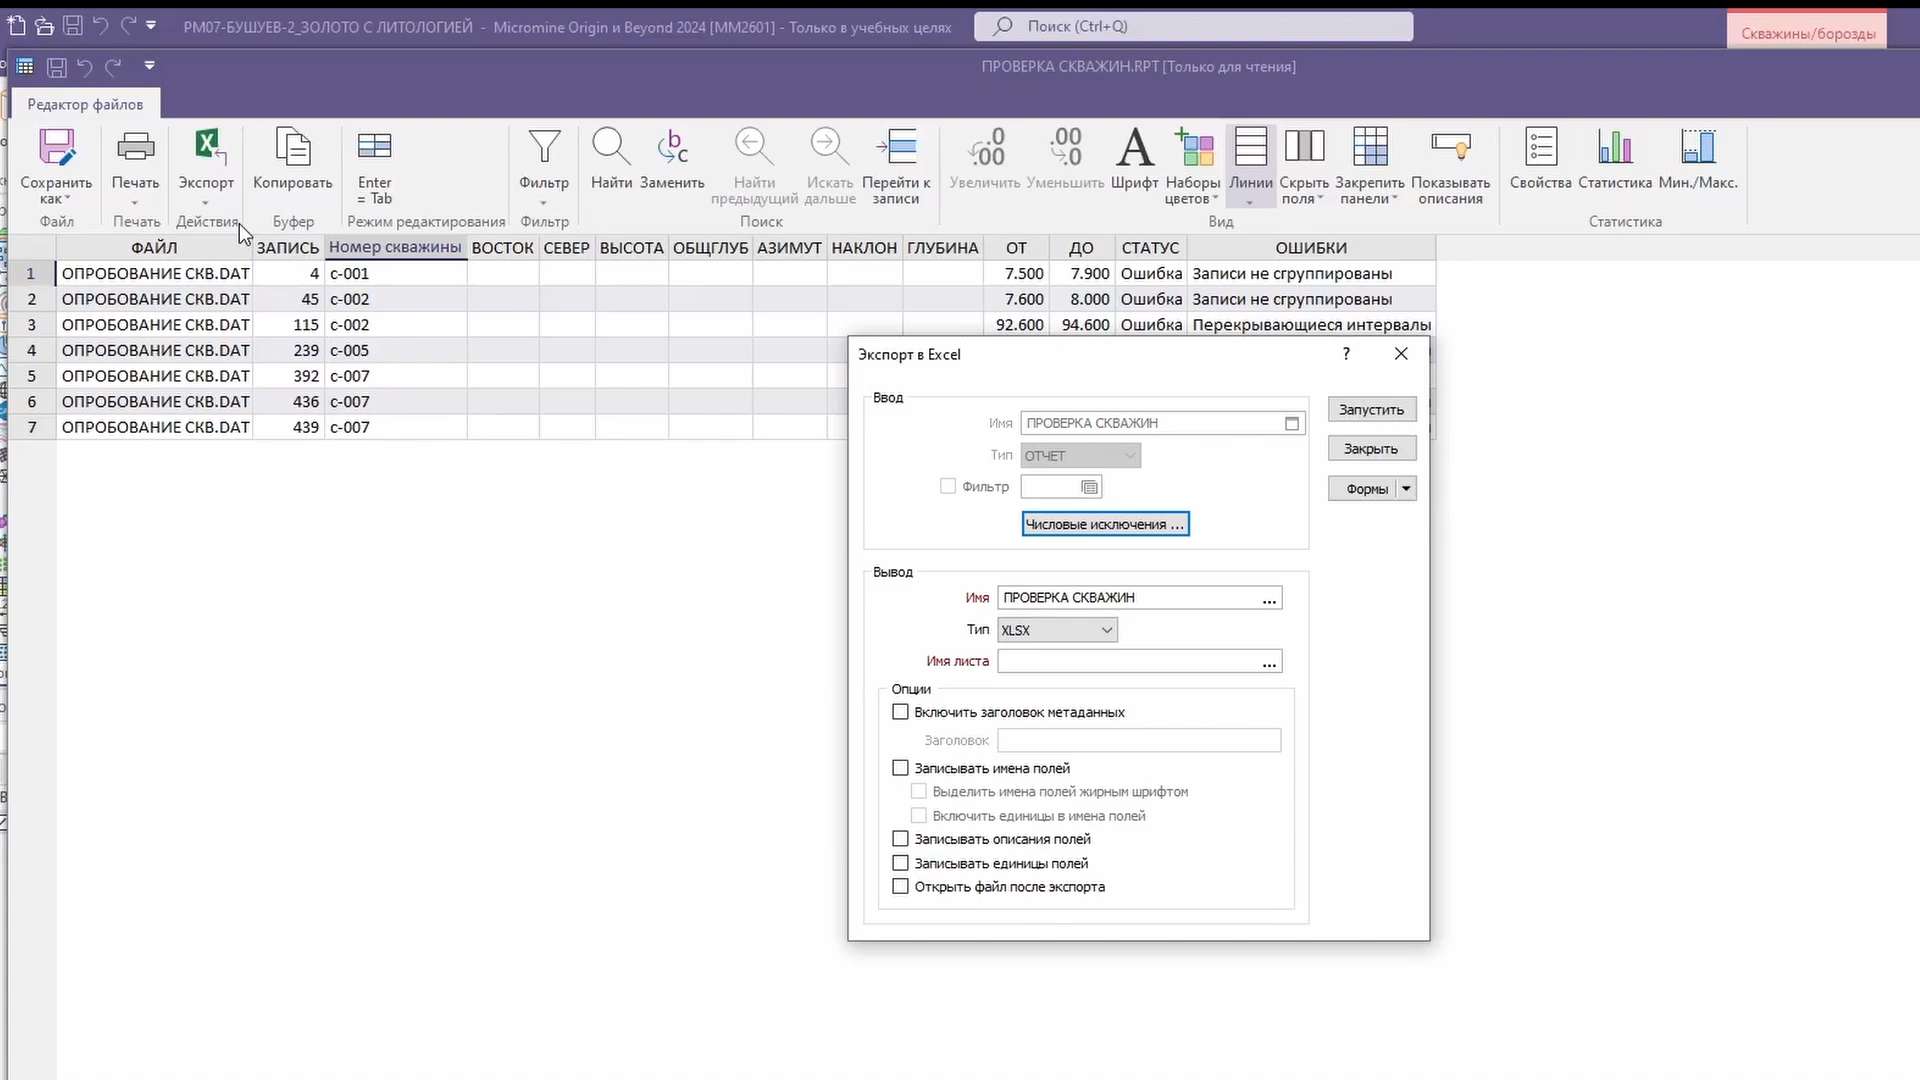 РМ07-БУШУЕВ-2_ЗОЛОТО С ЛИТОЛОГИЕЙ - Micromine Origin и Beyond 2024 [MM2601] - Только в учебных целях
Поиск (Ctrl+Q)
Скважины/борозды
ПРОВЕРКА СКВАЖИН.RPT [Только для чтения]
Редактор файлов
Сохранить как
Печать
Экспорт
Копировать
Enter = Tab
Фильтр
Найти
Заменить
Найти предыдущий
Искать дальше
Перейти к записи
Увеличить
Уменьшить
Шрифт
Наборы цветов
Линии
Скрыть поля
Закрепить панели
Показывать описания
Свойства
Статистика
Мин./Макс.
Файл
Печать
Действия
Буфер
Режим редактирования
Фильтр
Поиск
Вид
Статистика
ФАЙЛ ЗАПИСЬ Номер скважины ВОСТОК СЕВЕР ВЫСОТА ОБЩГЛУБ АЗИМУТ НАКЛОН ГЛУБИНА ОТ ДО СТАТУС ОШИБКИ
1 ОПРОБОВАНИЕ СКВ.DAT 4 с-001 7.500 7.900 Ошибка Записи не сгруппированы
2 ОПРОБОВАНИЕ СКВ.DAT 45 с-002 7.600 8.000 Ошибка Записи не сгруппированы
3 ОПРОБОВАНИЕ СКВ.DAT 115 с-002 92.600 94.600 Ошибка Перекрывающиеся интервалы
4 ОПРОБОВАНИЕ СКВ.DAT 239 с-005
5 ОПРОБОВАНИЕ СКВ.DAT 392 с-007
6 ОПРОБОВАНИЕ СКВ.DAT 436 с-007
7 ОПРОБОВАНИЕ СКВ.DAT 439 с-007
Экспорт в Excel ?
Ввод
Имя ПРОВЕРКА СКВАЖИН
Тип ОТЧЕТ
Фильтр
Числовые исключения ...
Запустить
Закрыть
Формы
Вывод
Имя ПРОВЕРКА СКВАЖИН ...
Тип XLSX
Имя листа ...
Опции
Включить заголовок метаданных
Заголовок
Записывать имена полей
Выделить имена полей жирным шрифтом
Включить единицы в имена полей
Записывать описания полей
Записывать единицы полей
Открыть файл после экспорта